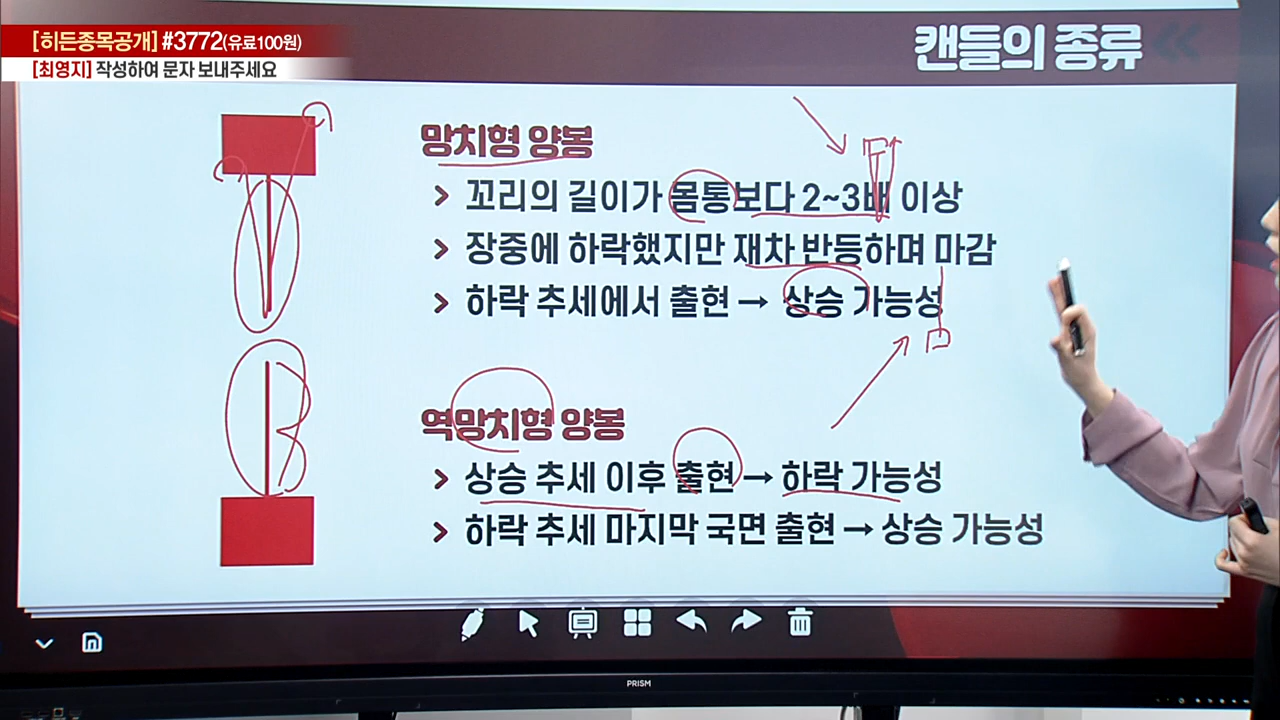 [히든종목공개] #3772(유료100원)
[최영지] 작성하여 문자 보내주세요
캔들의 종류
망치형 양봉
꼬리의 길이가 몸통보다 2~3배 이상
장중에 하락했지만 재차 반등하며 마감
하락 추세에서 출현 → 상승 가능성
역망치형 양봉
상승 추세 이후 출현 → 하락 가능성
하락 추세 마지막 국면 출현 → 상승 가능성
PRISM